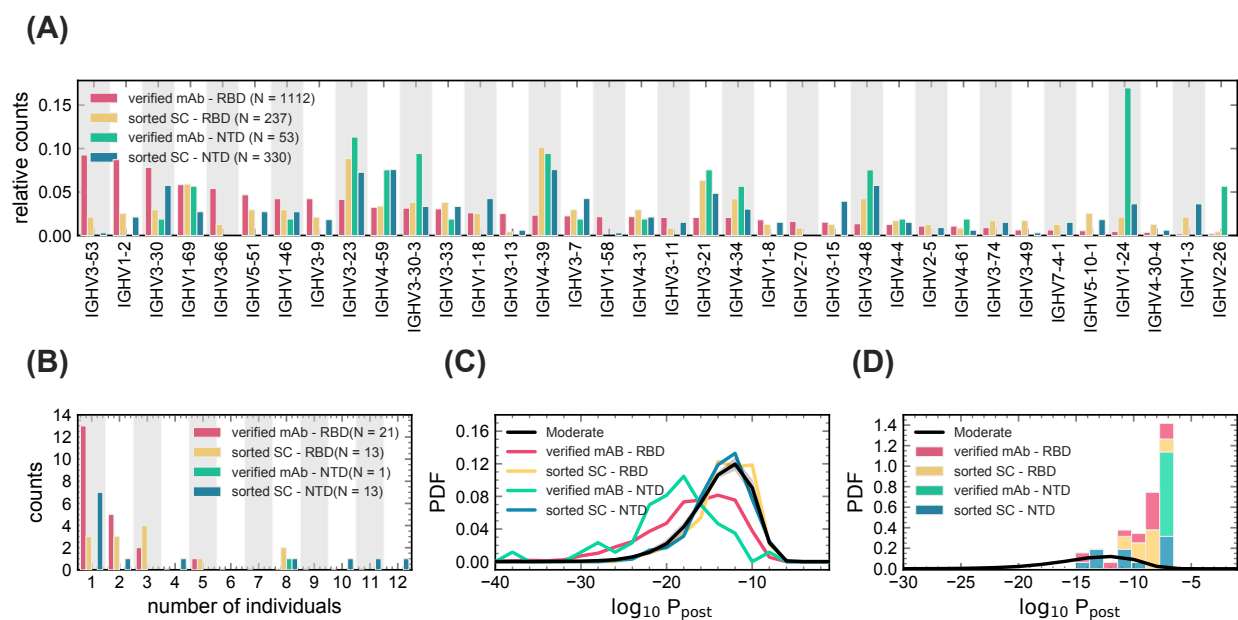 (A)
relative counts
0.15
0.10
0.05
0.00
verified mAb - RBD (N = 1112)
sorted SC - RBD (N = 237)
verified mAb - NTD (N = 53)
sorted SC - NTD (N = 330)
IGHV3-53
IGHV1-2
IGHV3-30
IGHV1-69
IGHV3-66
IGHV5-51
IGHV1-46
IGHV3-9
IGHV3-23
IGHV4-59
IGHV3-30-3
IGHV3-33
IGHV1-18
IGHV3-13
IGHV4-39
IGHV3-7
IGHV1-58
IGHV4-31
IGHV3-11
IGHV3-21
IGHV4-34
IGHV1-8
IGHV2-70
IGHV3-15
IGHV3-48
IGHV4-4
IGHV2-5
IGHV4-61
IGHV3-74
IGHV3-49
IGHV7-4-1
IGHV5-10-1
IGHV1-24
IGHV4-30-4
IGHV1-3
IGHV2-26
(B)
counts
14
12
10
8
6
4
2
0
verified mAb - RBD(N = 21)
sorted SC - RBD(N = 13)
verified mAb - NTD(N = 1)
sorted SC - NTD(N = 13)
1 2 3 4 5 6 7 8 9 10 11 12
number of individuals
(C)
PDF
0.16
0.12
0.08
0.04
0.00
Moderate
verified mAB - RBD
sorted SC - RBD
verified mAB - NTD
sorted SC - NTD
−40 −30 −20 −10
log10 Ppost
(D)
PDF
1.4
1.2
1.0
0.8
0.6
0.4
0.2
0.0
Moderate
verified mAb - RBD
sorted SC - RBD
verified mAb - NTD
sorted SC - NTD
−30 −20 −15 −10 −5
log10 Ppost